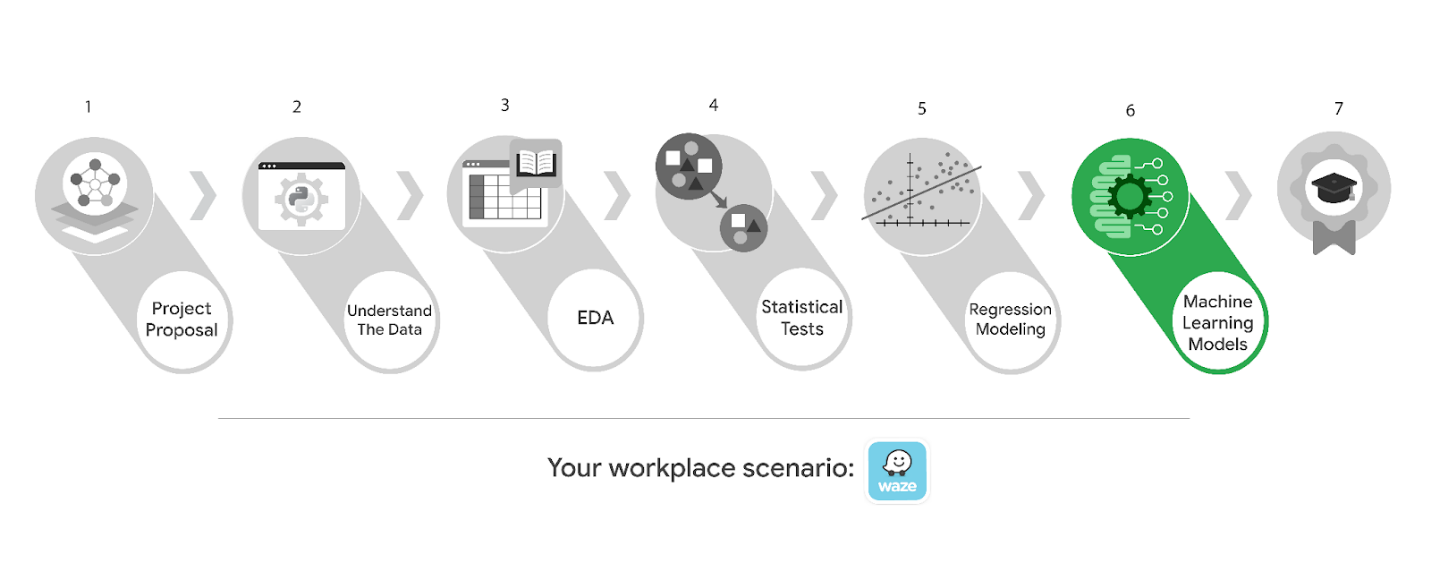 1
2
3
4
5
6
7
Project
Proposal
Understand
The Data
EDA
Statistical
Tests
Regression
Modeling
Machine
Learning
Models
Your workplace scenario:
waze